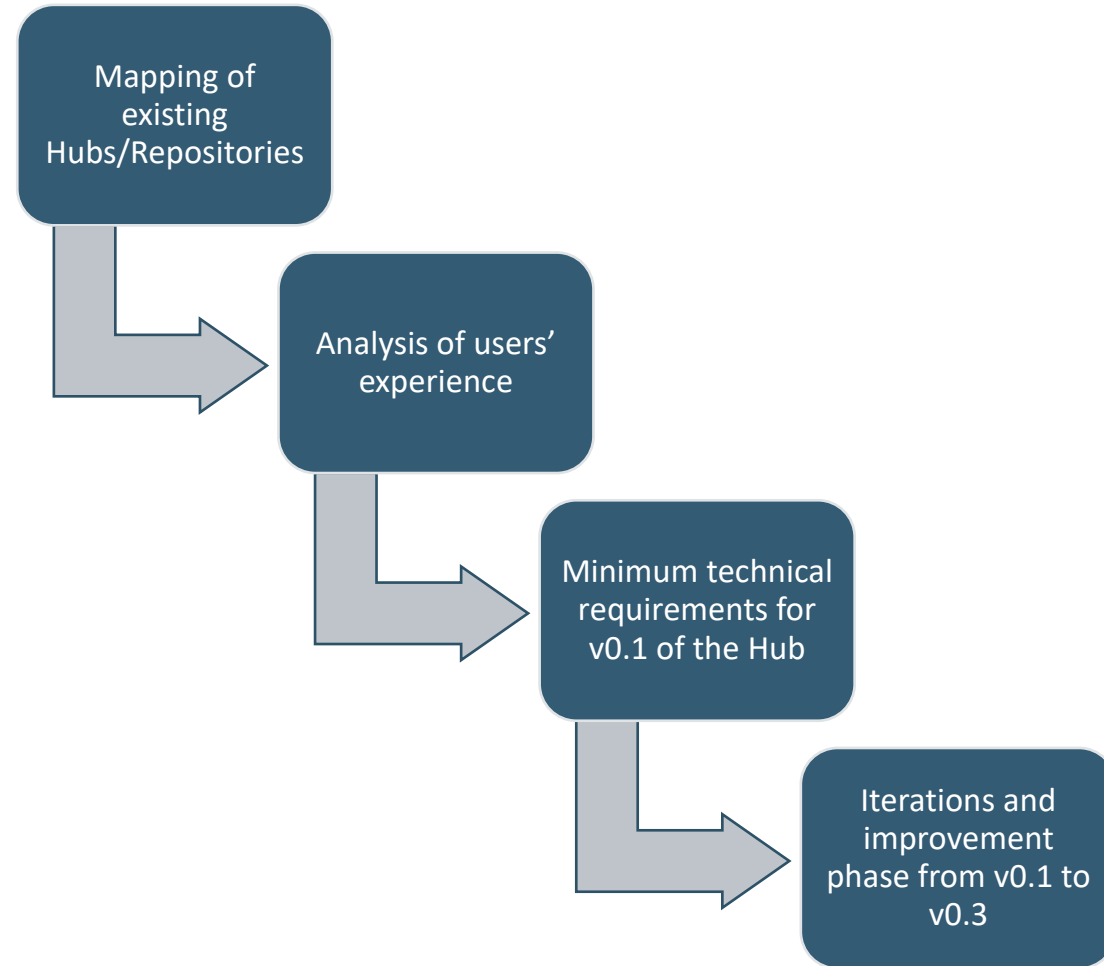 Mapping of
existing
Hubs/Repositories
Analysis of users’
experience
Minimum technical
requirements for
v0.1 of the Hub
Iterations and
improvement
phase from v0.1 to
v0.3